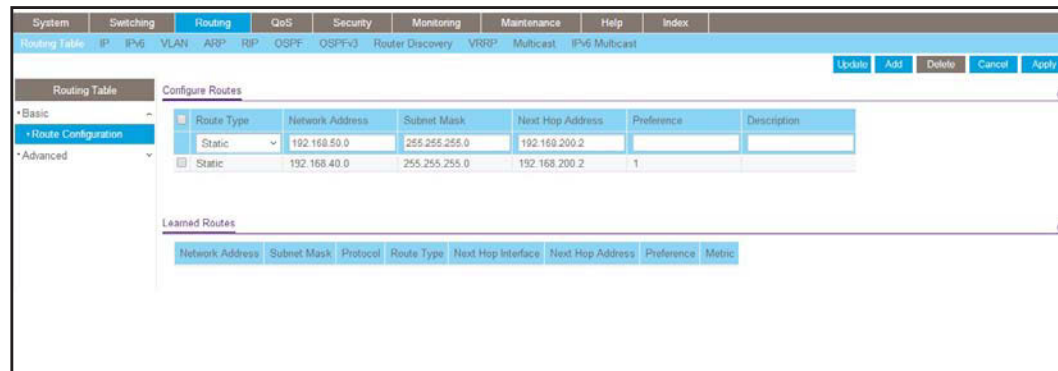 System Switching Routing QoS Security Monitoring Maintenance Help Index
Routing Table IP IPv6 VLAN ARP RIP OSPF OSPFv3 Router Discovery VRRP Multicast IPv6 Multicast
Update Add Delete Cancel Apply
Routing Table
Basic
Route Configuration
Advanced
Configure Routes
Route Type Network Address Subnet Mask Next Hop Address Preference Description
Static 192.168.50.0 255.255.255.0 192.168.200.2
Static 192.168.40.0 255.255.255.0 192.168.200.2 1
Learned Routes
Network Address Subnet Mask Protocol Route Type Next Hop Interface Next Hop Address Preference Metric